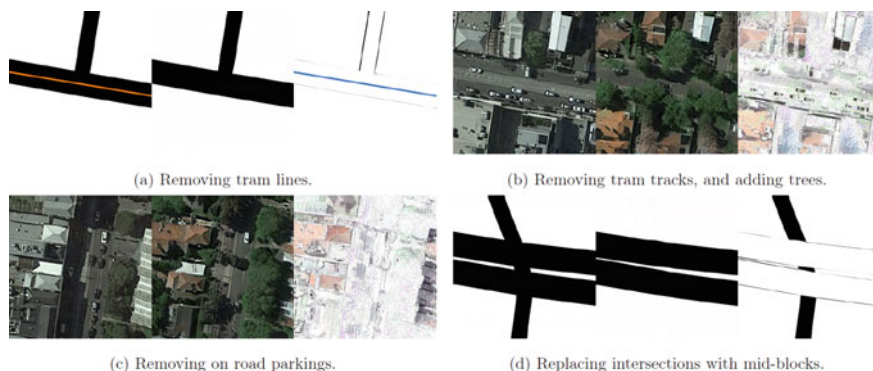 (a) Removing tram lines.
(b) Removing tram tracks, and adding trees.
(c) Removing on road parkings.
(d) Replacing intersections with mid-blocks.